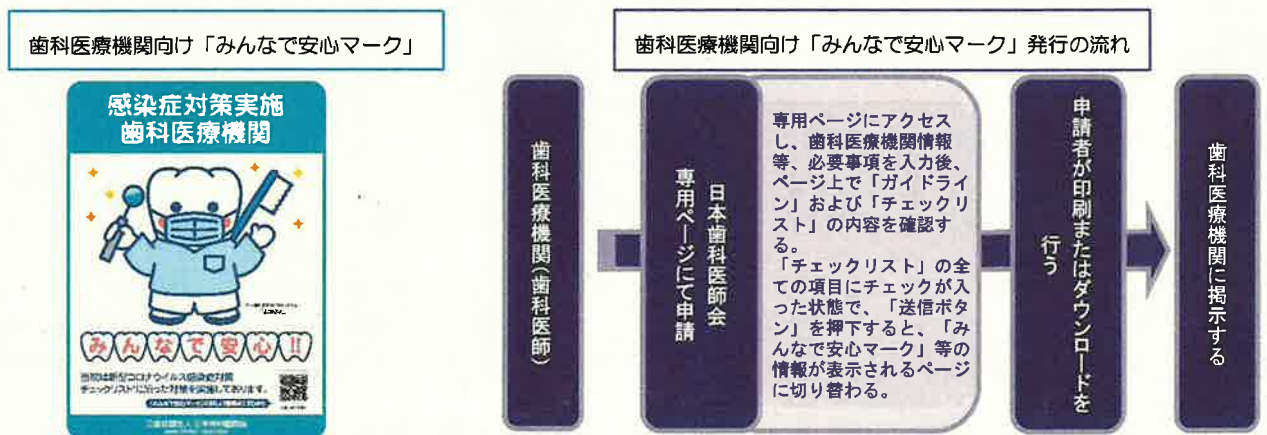 歯科医療機関向け「みんなで安心マーク」
感染症対策実施
歯科医療機関
みんなで安心!!
当院は新型コロナウイルス感染症対策
チェックリストに沿った対策を実施しております。
歯科医療機関向け「みんなで安心マーク」発行の流れ
歯科医療機関(歯科医師)
日本歯科医師会
専用ページにて申請
専用ページにアクセス
し、歯科医療機関情報
等、必要事項を入力後、
ページ上で「ガイドライ
ン」および「チェックリ
スト」の内容を確認す
る。
「チェックリスト」の全
ての項目にチェックが入
った状態で、「送信ボタ
ン」を押下すると、「み
んなで安心マーク」等の
情報が表示されるページ
に切り替わる。
申請者が印刷またはダウンロードを
行う
歯科医療機関に掲示する